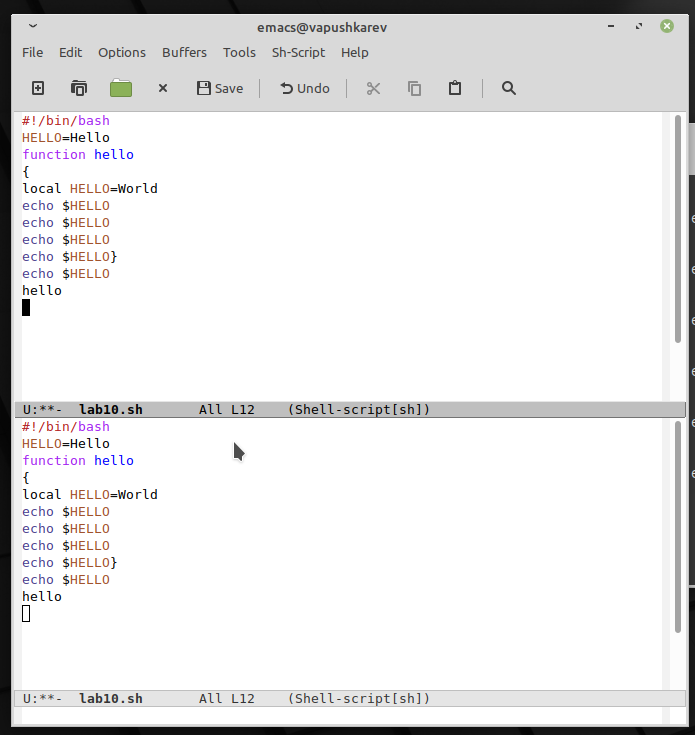 emacs@vapushkarev
File Edit Options Buffers Tools Sh-Script Help
Save Undo
#!/bin/bash
HELLO=Hello
function hello
{
local HELLO=World
echo $HELLO
echo $HELLO
echo $HELLO
echo $HELLO}
echo $HELLO
hello
U:**- lab10.sh All L12 (Shell-script[sh])
#!/bin/bash
HELLO=Hello
function hello
{
local HELLO=World
echo $HELLO
echo $HELLO
echo $HELLO
echo $HELLO}
echo $HELLO
hello
U:**- lab10.sh All L12 (Shell-script[sh])